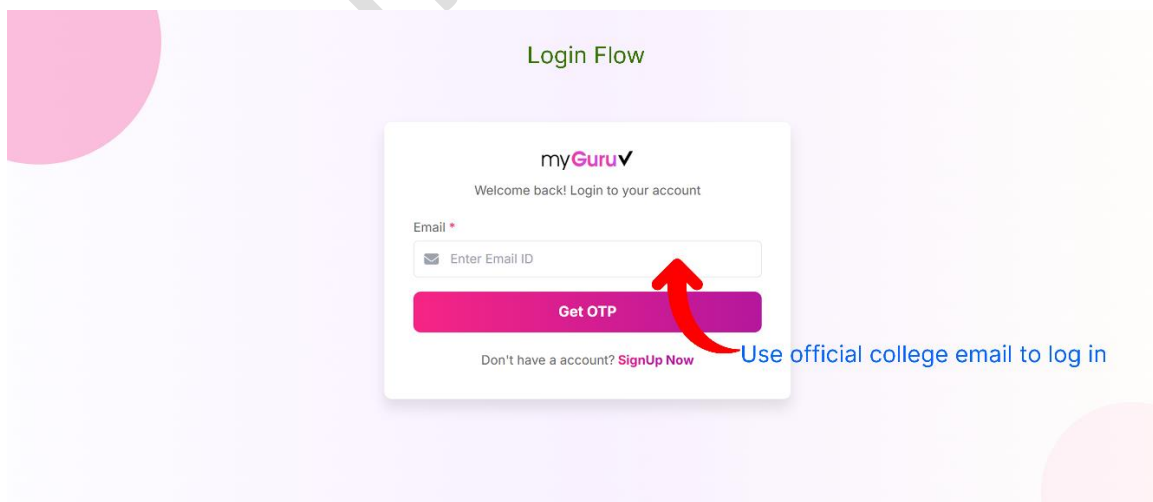 Login Flow
myGuru✔
Welcome back! Login to your account
Email *
Enter Email ID
Get OTP
Don't have a account? SignUp Now
Use official college email to log in